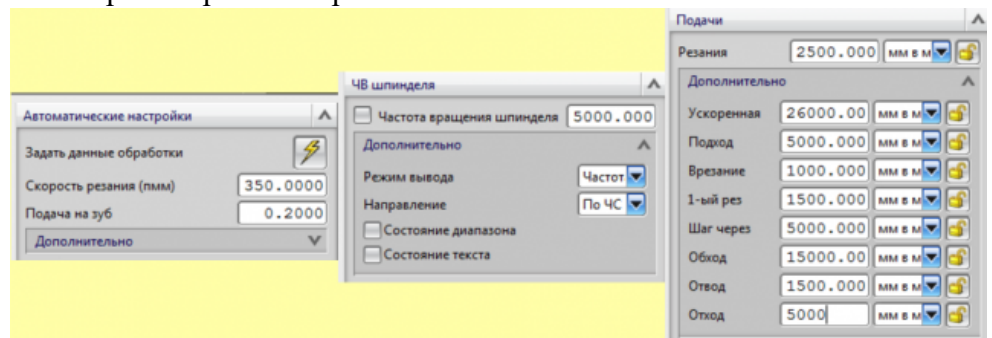 Автоматические настройки
Задать данные обработки
Скорость резания (пмм) 350.0000
Подача на зуб 0.2000
Дополнительно
ЧВ шпинделя
Частота вращения шпинделя 5000.000
Дополнительно
Режим вывода Частот
Направление По ЧС
Состояние диапазона
Состояние текста
Подачи
Резания 2500.000 мм в м
Дополнительно
Ускоренная 26000.00 мм в м
Подход 5000.000 мм в м
Врезание 1000.000 мм в м
1-ый рез 1500.000 мм в м
Шаг через 5000.000 мм в м
Обход 15000.00 мм в м
Отвод 1500.000 мм в м
Отход 5000 мм в м